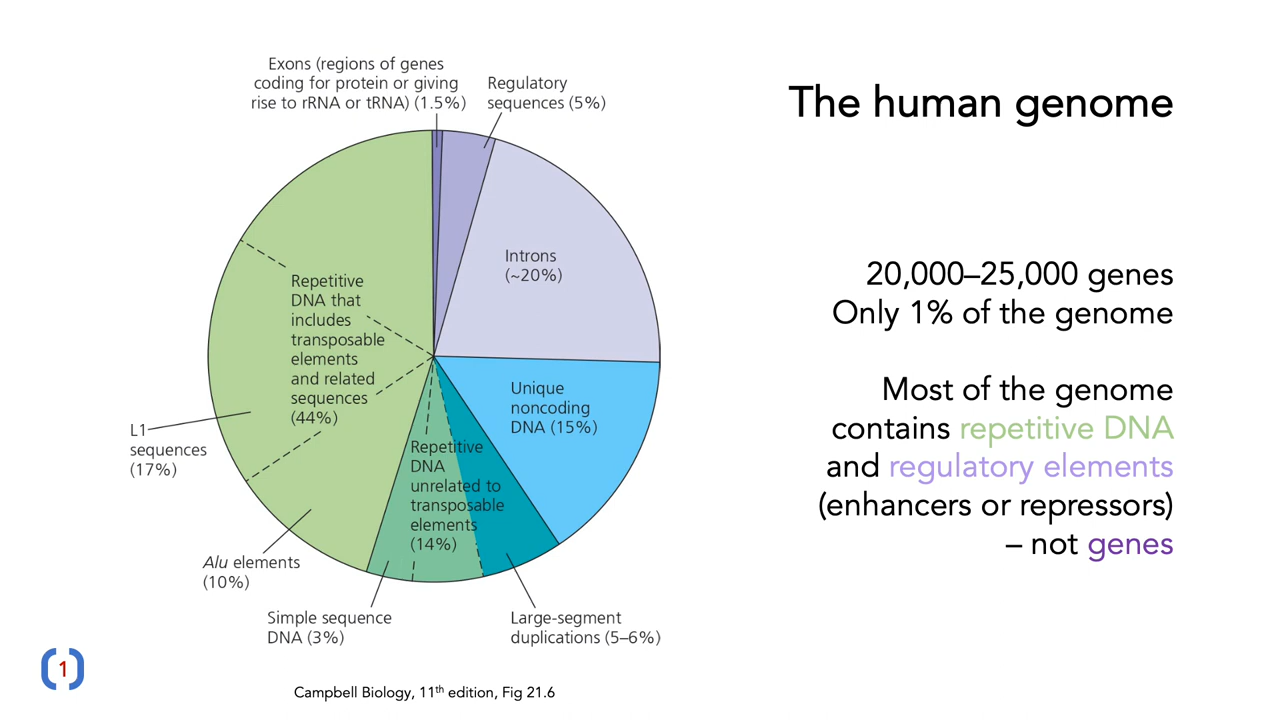 Exons (regions of genes
coding for protein or giving
rise to rRNA or tRNA) (1.5%)
Regulatory
sequences (5%)
The human genome
Introns
(~20%)
20,000–25,000 genes
Only 1% of the genome
Repetitive
DNA that
includes
transposable
elements
and related
sequences
(44%)
Unique
noncoding
DNA (15%)
Most of the genome
contains repetitive DNA
and regulatory elements
(enhancers or repressors)
– not genes
L1
sequences
(17%)
Repetitive
DNA
unrelated to
transposable
elements
(14%)
Alu elements
(10%)
Simple sequence
DNA (3%)
Large-segment
duplications (5–6%)
1
Campbell Biology, 11th edition, Fig 21.6